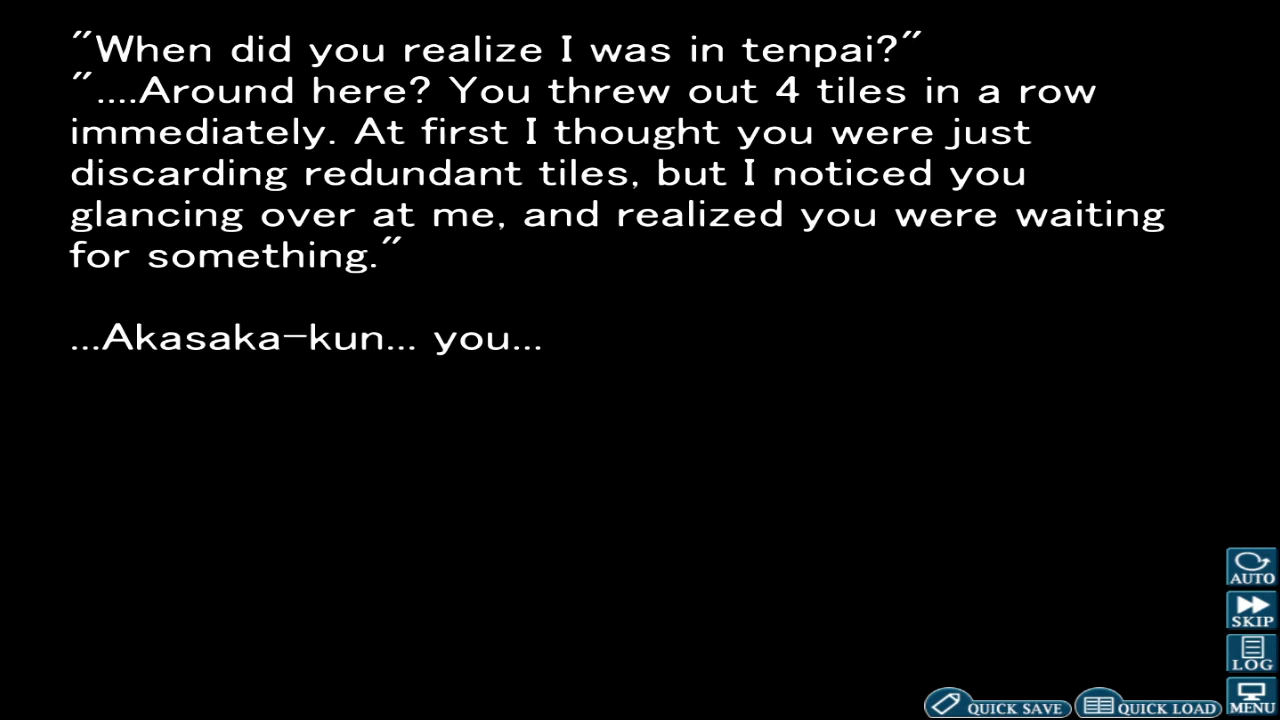 "When did you realize I was in tenpai?"
"....Around here? You threw out 4 tiles in a row
immediately. At first I thought you were just
discarding redundant tiles, but I noticed you
glancing over at me, and realized you were waiting
for something."
...Akasaka-kun... you...
AUTO
SKIP
LOG
QUICK SAVE
QUICK LOAD
MENU